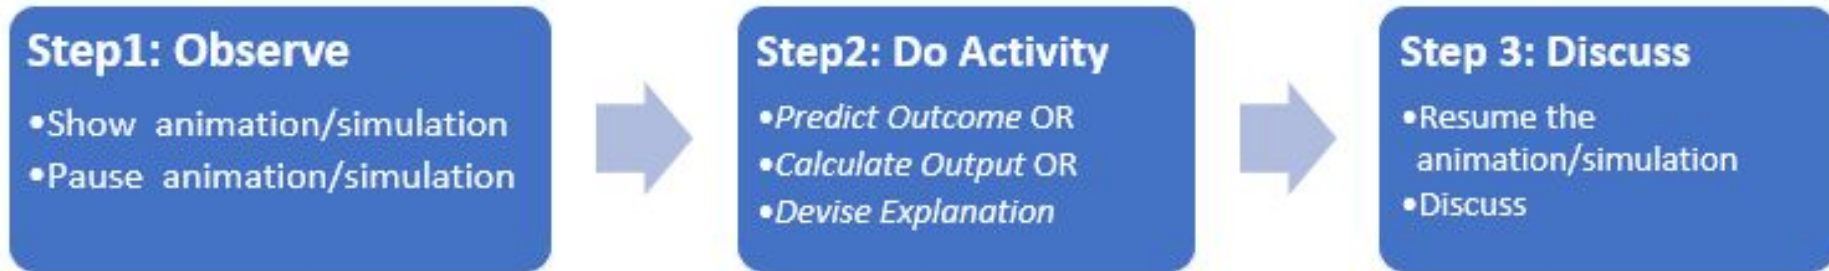 Step1: Observe
•Show animation/simulation
•Pause animation/simulation
Step2: Do Activity
•Predict Outcome OR
•Calculate Output OR
•Devise Explanation
Step 3: Discuss
•Resume the
animation/simulation
•Discuss